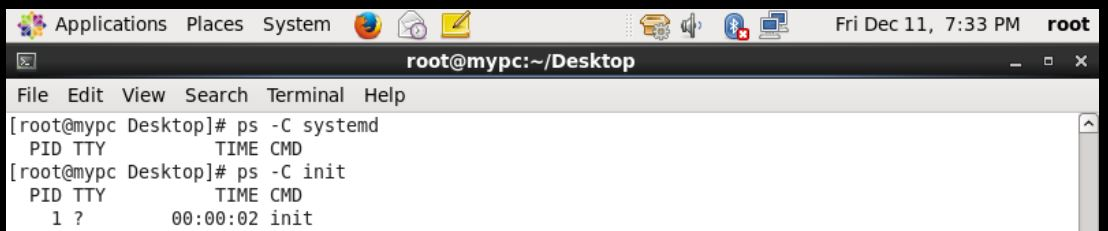 Applications Places System Fri Dec 11, 7:33 PM root
root@mypc:~/Desktop
File Edit View Search Terminal Help
[root@mypc Desktop]# ps -C systemd
  PID TTY          TIME CMD
[root@mypc Desktop]# ps -C init
  PID TTY          TIME CMD
    1 ?        00:00:02 init